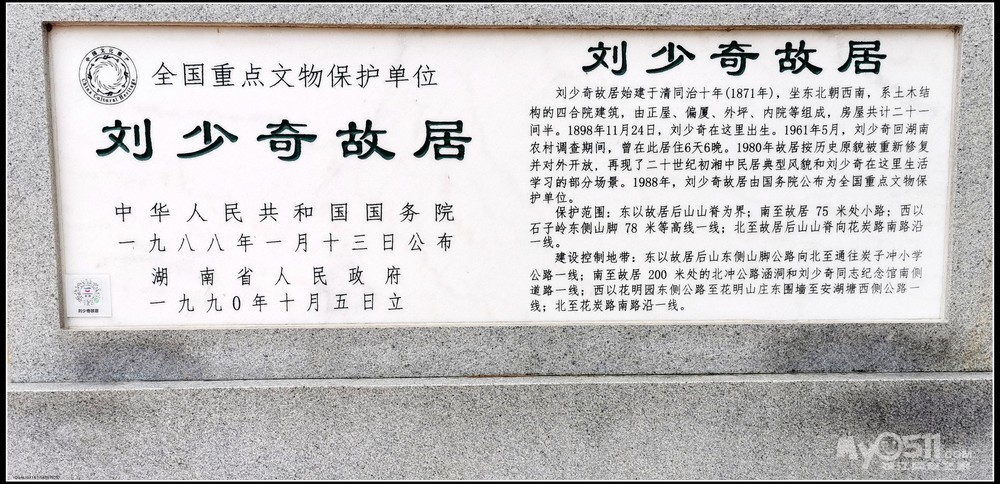 中国文化遗产
China Cultural Heritage
全国重点文物保护单位
刘少奇故居
中华人民共和国国务院
一九八八年一月十三日公布
湖南省人民政府
一九九〇年十月五日立
刘少奇故居
刘少奇故居
刘少奇故居始建于清同治十年(1871年)，坐东北朝西南，系土木结
构的四合院建筑，由正屋、偏厦、外坪、内院等组成，房屋共计二十一
间半。1898年11月24日，刘少奇在这里出生。1961年5月，刘少奇回湖南
农村调查期间，曾在此居住6天6晚。1980年故居按历史原貌被重新修复
并对外开放，再现了二十世纪初湘中民居典型风貌和刘少奇在这里生活
学习的部分场景。1988年，刘少奇故居由国务院公布为全国重点文物保
护单位。
保护范围：东以故居后山山脊为界；南至故居 75 米处小路；西以
石子岭东侧山脚 78 米等高线一线；北至故居后山山脊向花炭路南路沿
一线。
建设控制地带：东以故居后山东侧山脚公路向北至通往炭子冲小学
公路一线；南至故居 200 米处的北冲公路涵洞和刘少奇同志纪念馆南侧
道路一线；西以花明园东侧公路至花明山庄东围墙至安湖塘西侧公路一
线；北至花炭路南路沿一线。
MyO511.COM